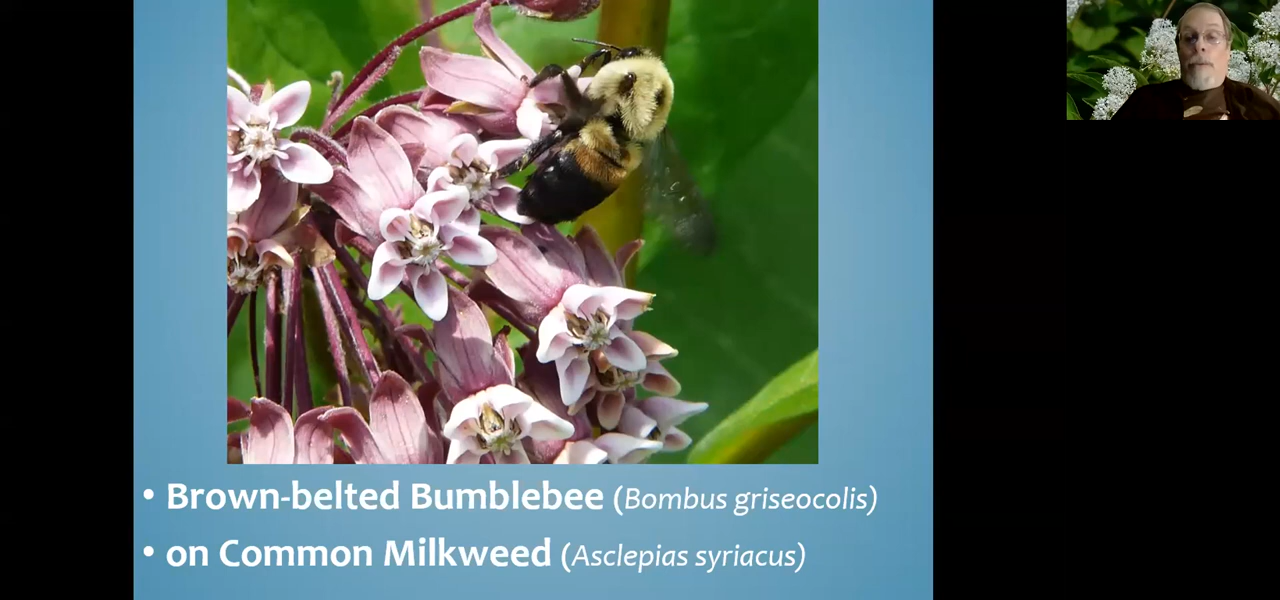 • Brown-belted Bumblebee (Bombus griseocolis)
• on Common Milkweed (Asclepias syriacus)